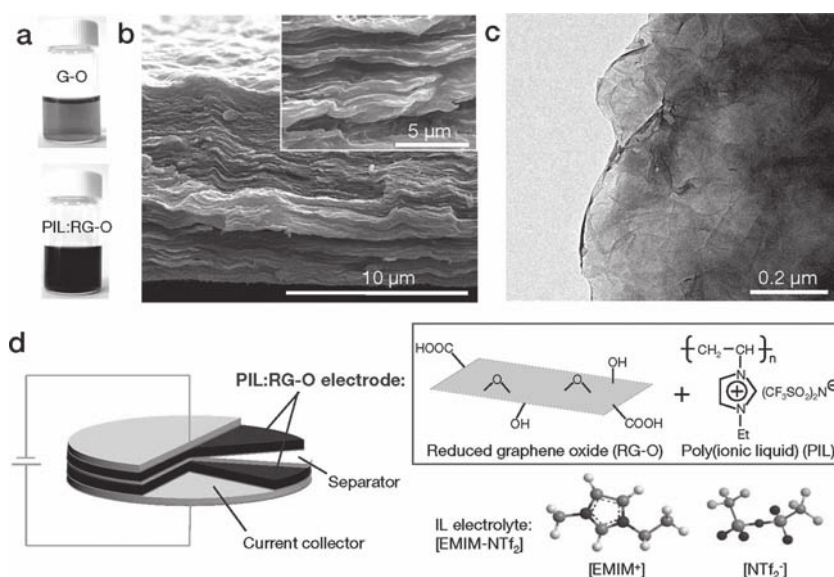 a
G-O
PIL:RG-O
b
5 µm
10 µm
c
0.2 µm
d
PIL:RG-O electrode:
Separator
Current collector
HOOC
O
O
OH
OH
COOH
Reduced graphene oxide (RG-O)
+
(CH₂ — CH)n
N
⊕
N
Et
(CF₃SO₂)₂N⊖
Poly(ionic liquid) (PIL)
IL electrolyte:
[EMIM-NTf₂]
[EMIM⁺]
[NTf₂⁻]